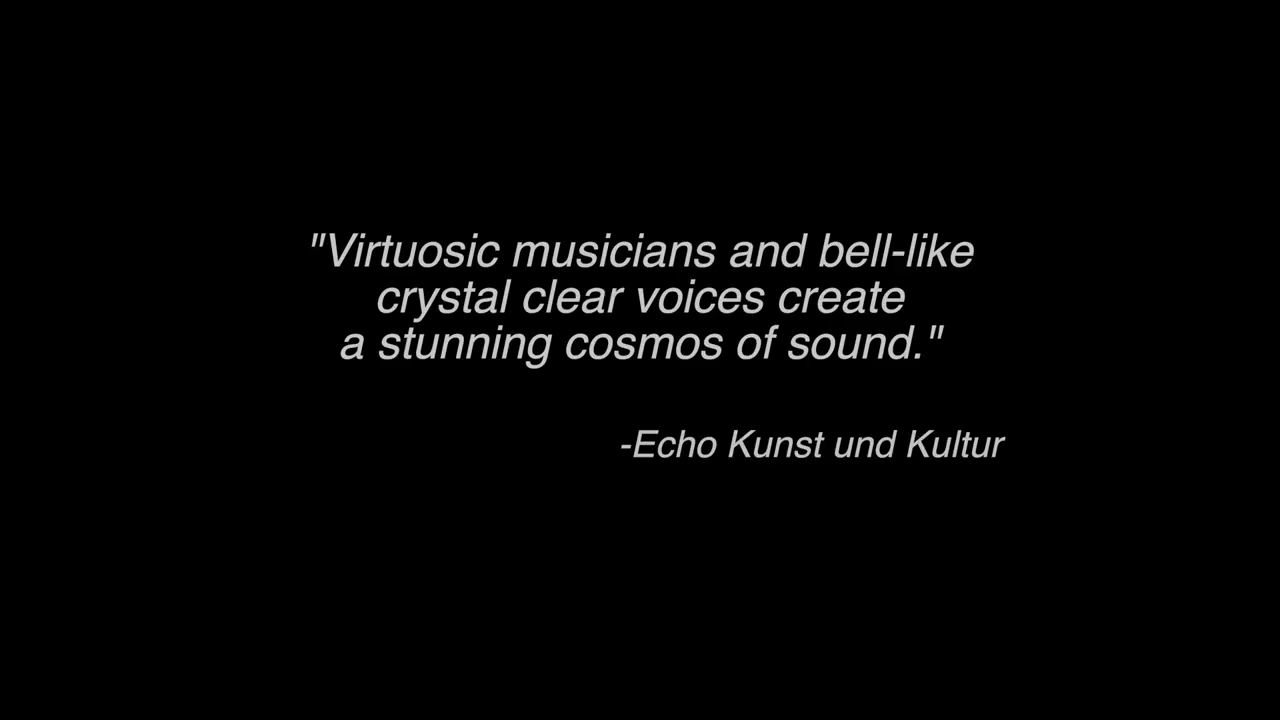 "Virtuosic musicians and bell-like
crystal clear voices create
a stunning cosmos of sound."
-Echo Kunst und Kultur